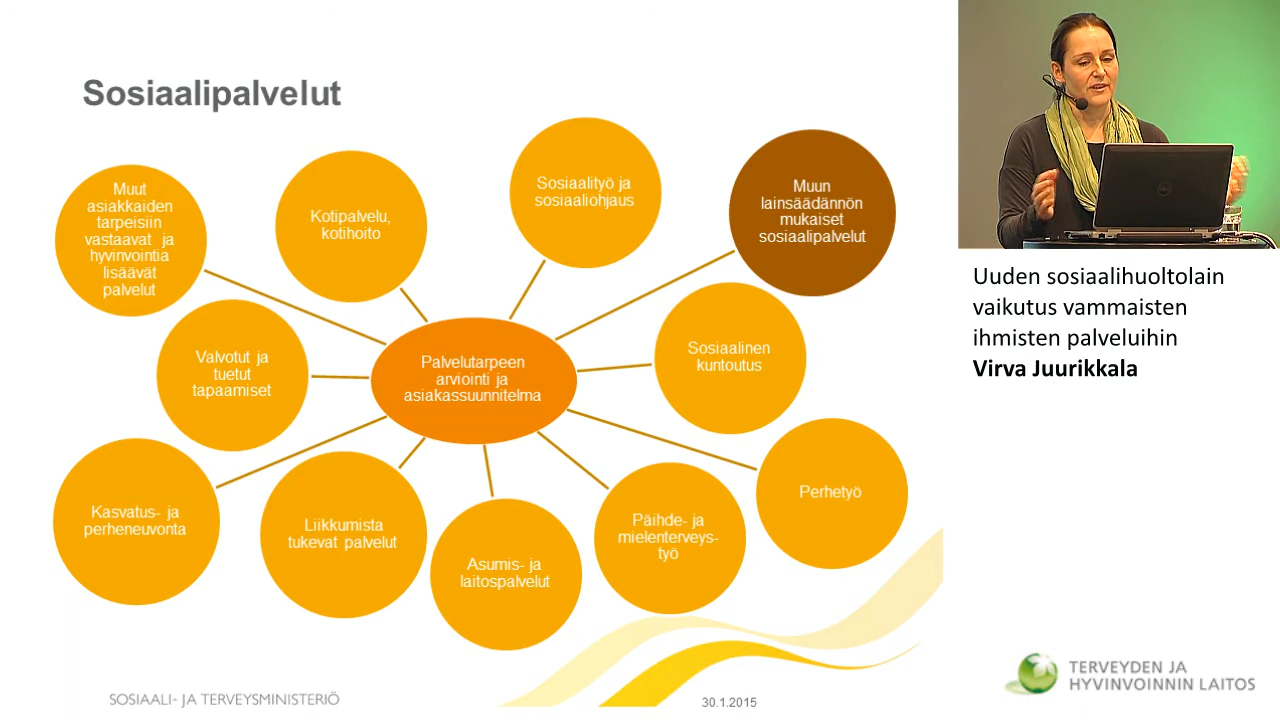 Sosiaalipalvelut
Muut
asiakkaiden
tarpeisiin
vastaavat ja
hyvinvointia
lisäävät
palvelut
Kotipalvelu,
kotihoito
Sosiaalityö ja
sosiaaliohjaus
Muun
lainsäädännön
mukaiset
sosiaalipalvelut
Valvotut ja
tuetut
tapaamiset
Palvelutarpeen
arviointi ja
asiakassuunnitelma
Sosiaalinen
kuntoutus
Kasvatus- ja
perheneuvonta
Liikkumista
tukevat palvelut
Asumis- ja
laitospalvelut
Päihde- ja
mielenterveys-
työ
Perhetyö
SOSIAALI- JA TERVEYSMINISTERIÖ
30.1.2015
Uuden sosiaalihuoltolain
vaikutus vammaisten
ihmisten palveluihin
Virva Juurikkala
TERVEYDEN JA
HYVINVOINNIN LAITOS